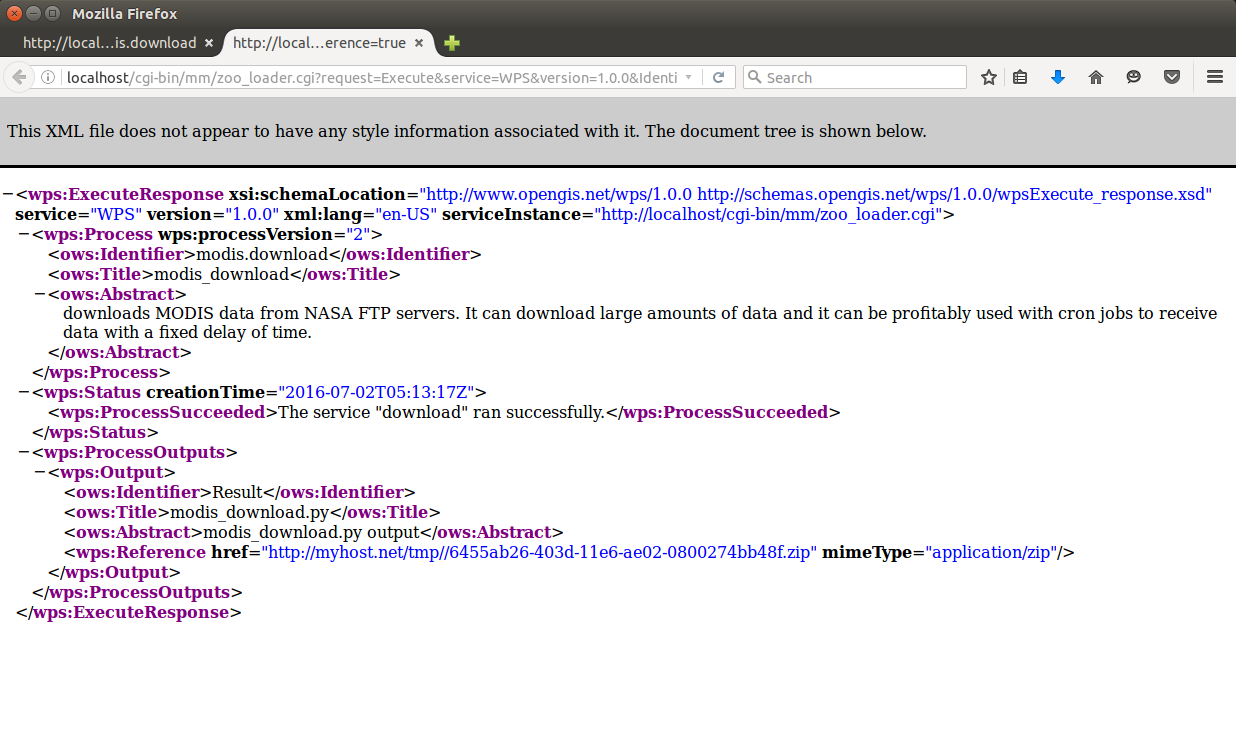 Mozilla Firefox
http://local...is.download × http://local...erence=true ×
localhost/cgi-bin/mm/zoo_loader.cgi?request=Execute&service=WPS&version=1.0.0&Identi Search
This XML file does not appear to have any style information associated with it. The document tree is shown below.
−<wps:ExecuteResponse xsi:schemaLocation="http://www.opengis.net/wps/1.0.0 http://schemas.opengis.net/wps/1.0.0/wpsExecute_response.xsd"
service="WPS" version="1.0.0" xml:lang="en-US" serviceInstance="http://localhost/cgi-bin/mm/zoo_loader.cgi">
−<wps:Process wps:processVersion="2">
<ows:Identifier>modis.download</ows:Identifier>
<ows:Title>modis_download</ows:Title>
−<ows:Abstract>
downloads MODIS data from NASA FTP servers. It can download large amounts of data and it can be profitably used with cron jobs to receive
data with a fixed delay of time.
</ows:Abstract>
</wps:Process>
−<wps:Status creationTime="2016-07-02T05:13:17Z">
<wps:ProcessSucceeded>The service "download" ran successfully.</wps:ProcessSucceeded>
</wps:Status>
−<wps:ProcessOutputs>
−<wps:Output>
<ows:Identifier>Result</ows:Identifier>
<ows:Title>modis_download.py</ows:Title>
<ows:Abstract>modis_download.py output</ows:Abstract>
<wps:Reference href="http://myhost.net/tmp//6455ab26-403d-11e6-ae02-0800274bb48f.zip" mimeType="application/zip"/>
</wps:Output>
</wps:ProcessOutputs>
</wps:ExecuteResponse>